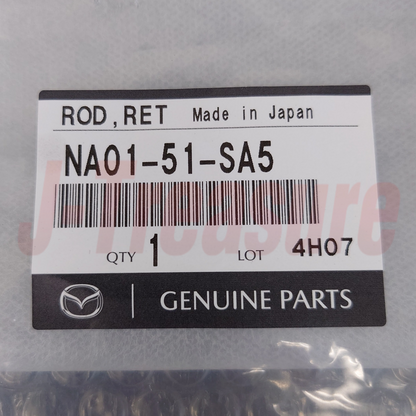 ROD,RET Made in Japan
NA01-51-SA5
J-Treasure
QTY 1 LOT 4H07
GENUINE PARTS